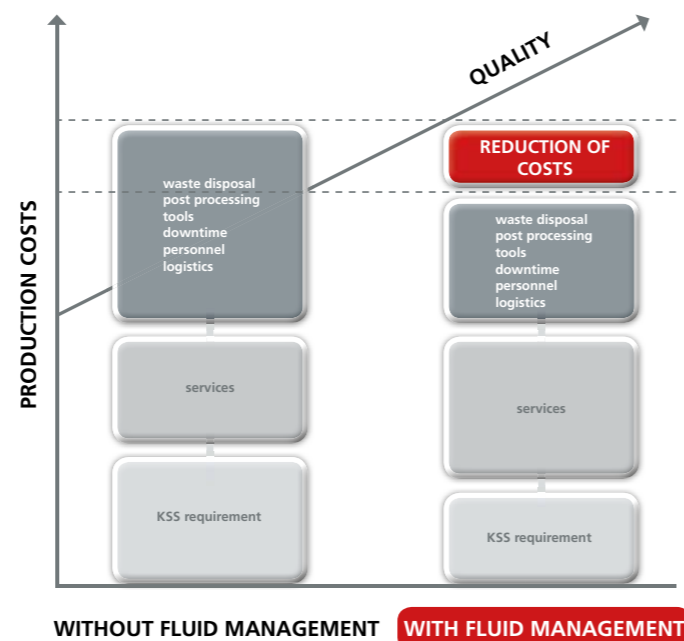 QUALITY
PRODUCTION COSTS
waste disposal
post processing
tools
downtime
personnel
logistics
services
KSS requirement
REDUCTION OF
COSTS
waste disposal
post processing
tools
downtime
personnel
logistics
services
KSS requirement
WITHOUT FLUID MANAGEMENT
WITH FLUID MANAGEMENT